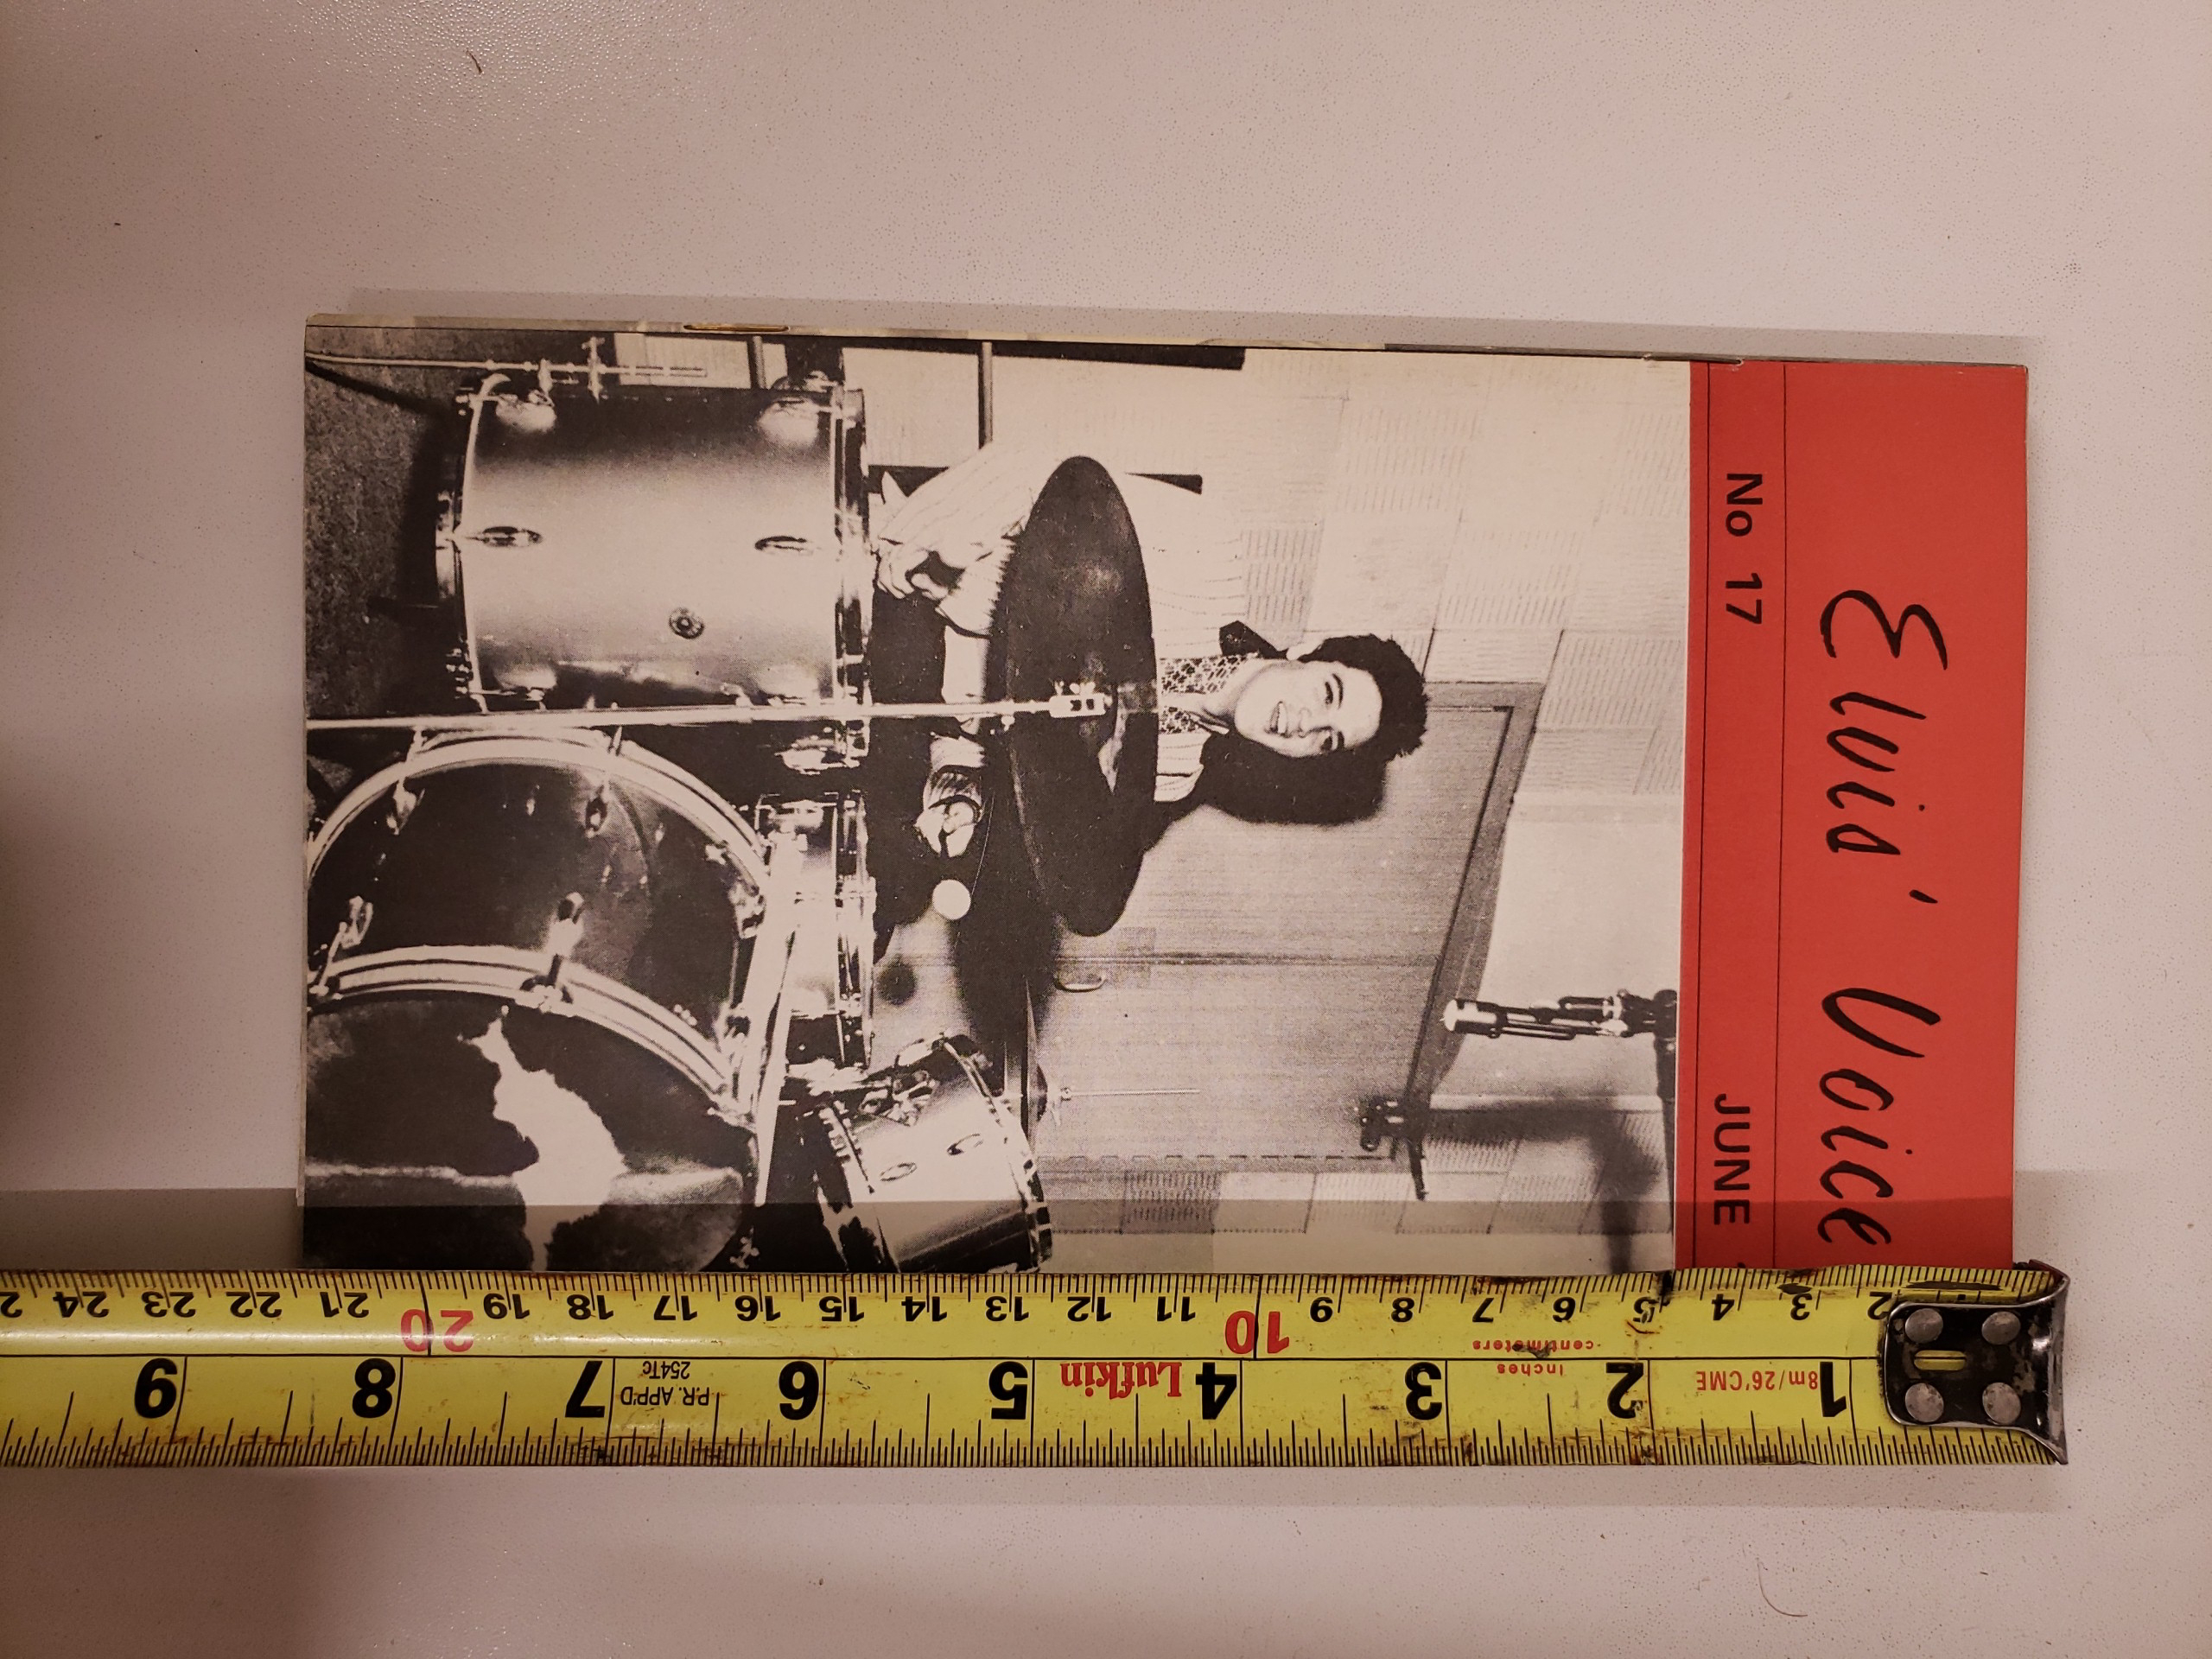 Elvis' Voice
No 17 JUNE
2 3 4 5 6 7 8 9 10 11 12 13 14 15 16 17 18 19 20 21 22 23 24 2
centimeters
inches
1 8m/26'CME 2 3 4 Lufkin 5 6 P.R. APP'D 254Tc 7 8 9